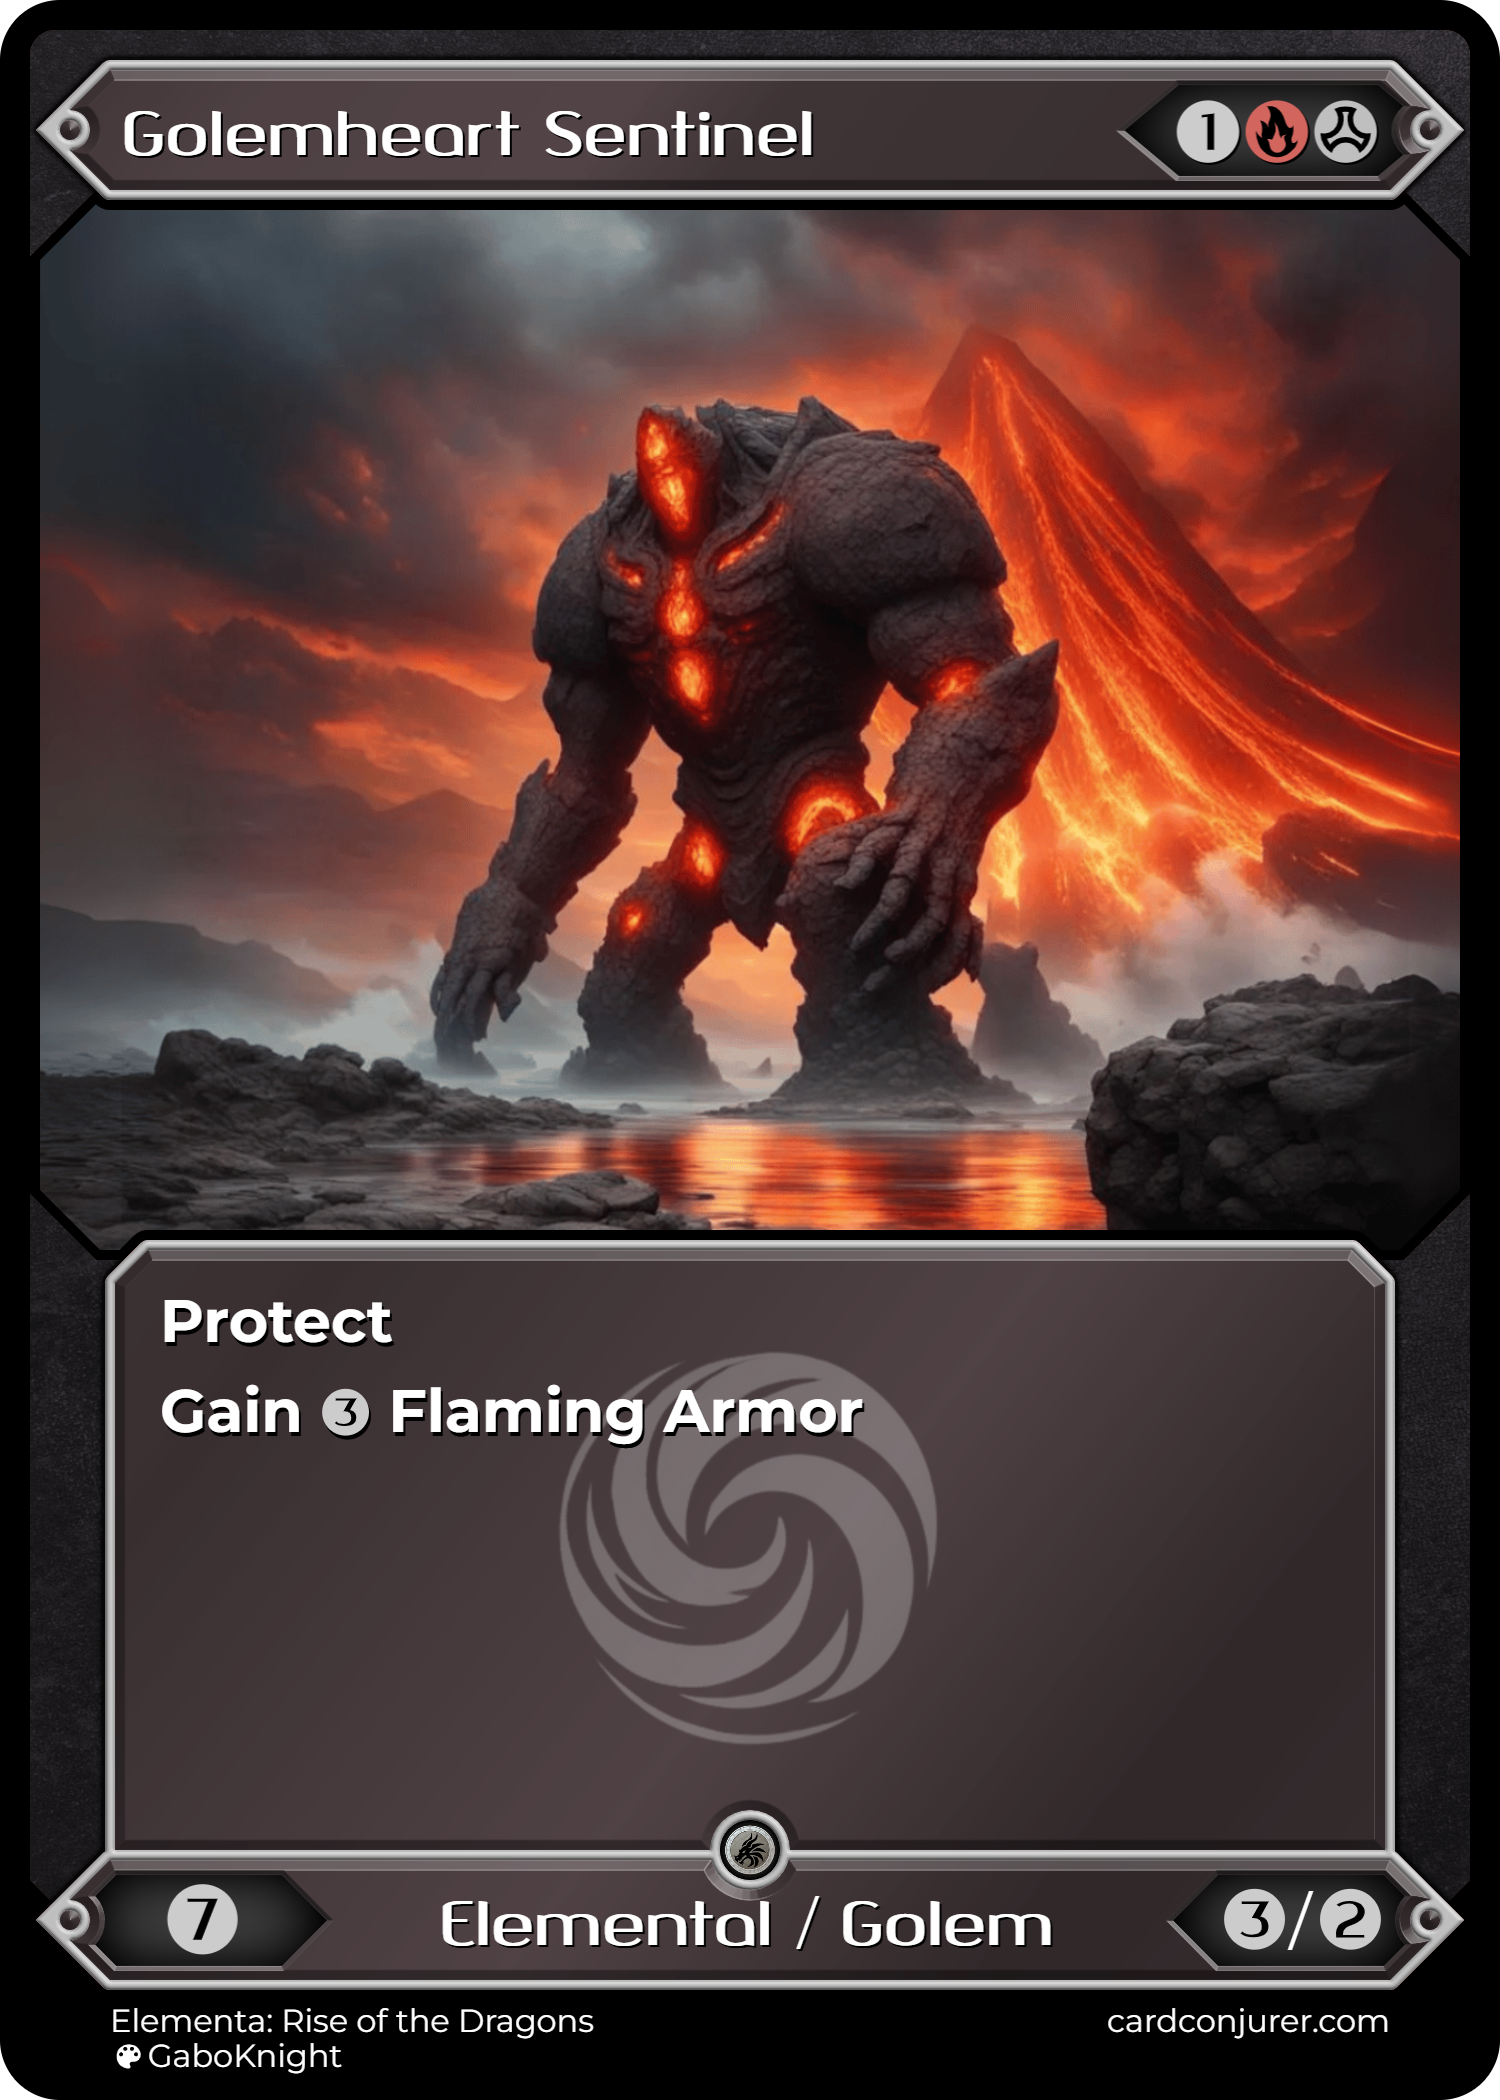 Golemheart Sentinel 1
Protect
Gain 3 Flaming Armor
7 Elemental / Golem 3/2
Elementa: Rise of the Dragons cardconjurer.com
GaboKnight